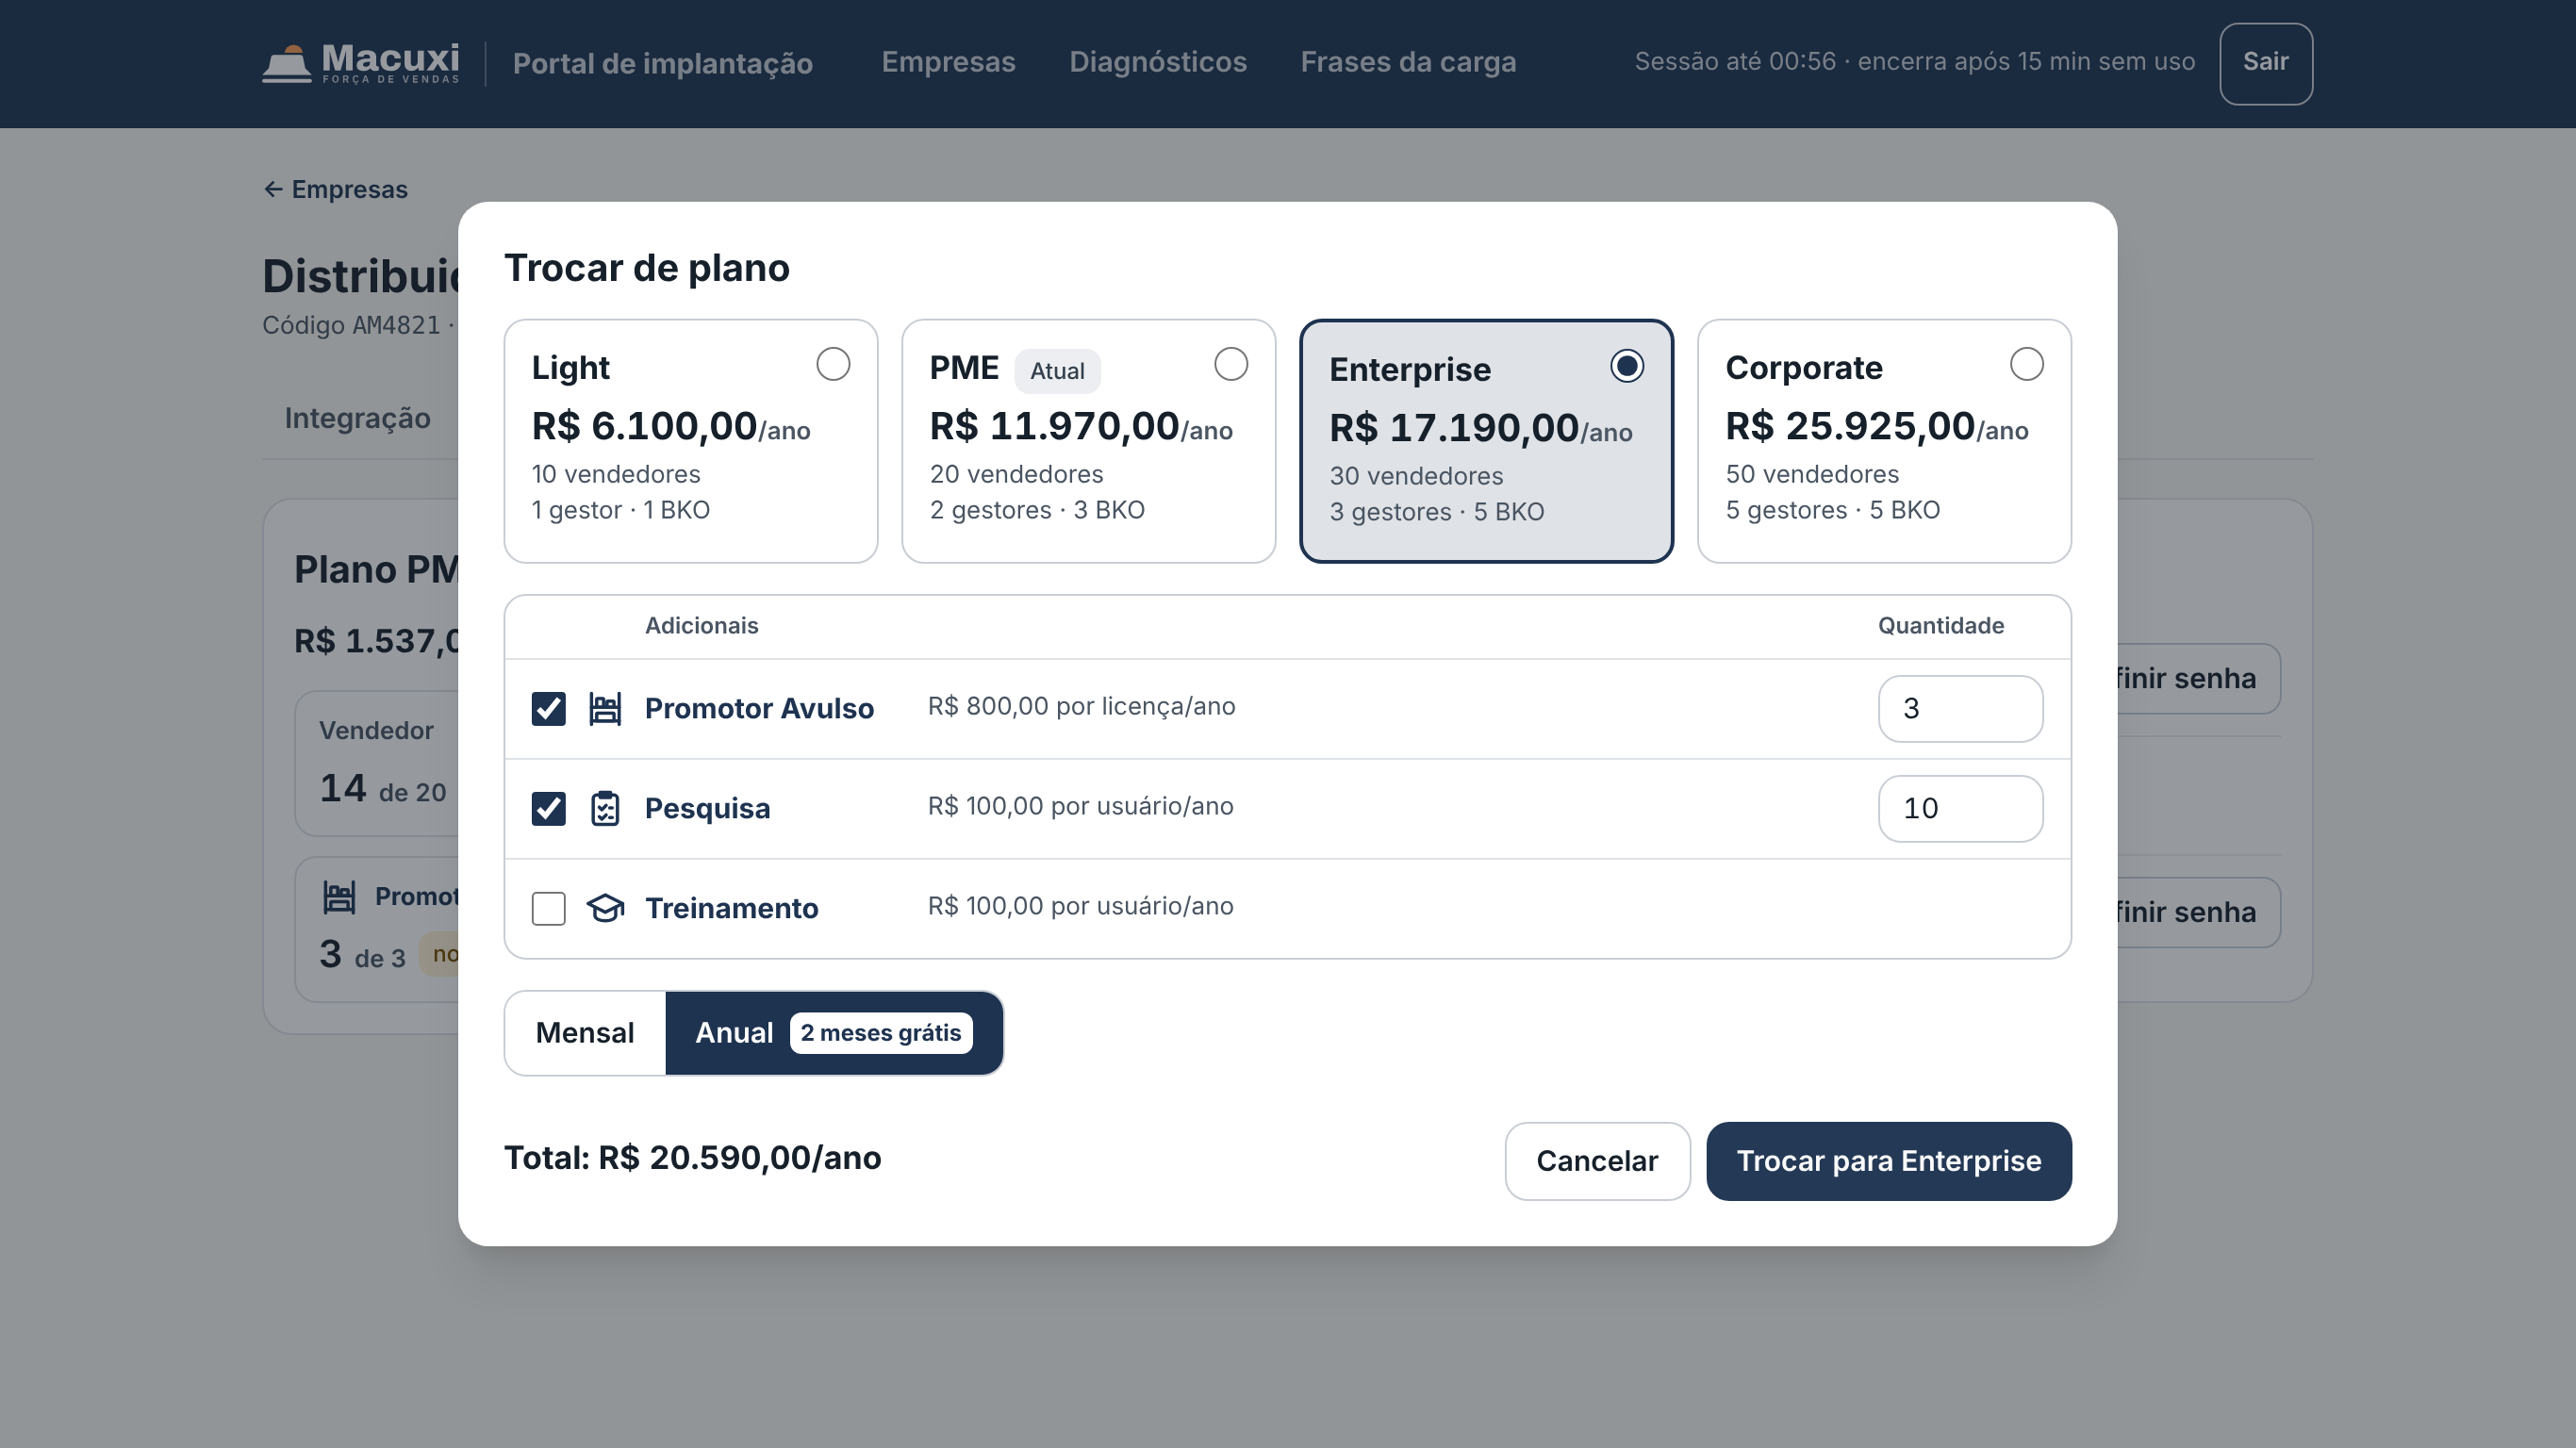 Macuxi
FORÇA DE VENDAS
Portal de implantação
Empresas
Diagnósticos
Frases da carga
Sessão até 00:56 · encerra após 15 min sem uso
Sair
← Empresas
Código AM4821 ·
Integração
Plano PM
R$ 1.537,0
Vendedor
14 de 20
3 de 3
finir senha
finir senha
Trocar de plano
Light
R$ 6.100,00/ano
10 vendedores
1 gestor · 1 BKO
PME Atual
R$ 11.970,00/ano
20 vendedores
2 gestores · 3 BKO
Enterprise
R$ 17.190,00/ano
30 vendedores
3 gestores · 5 BKO
Corporate
R$ 25.925,00/ano
50 vendedores
5 gestores · 5 BKO
Adicionais Quantidade
Promotor Avulso R$ 800,00 por licença/ano 3
Pesquisa R$ 100,00 por usuário/ano 10
Treinamento R$ 100,00 por usuário/ano
Mensal Anual 2 meses grátis
Total: R$ 20.590,00/ano
Cancelar
Trocar para Enterprise